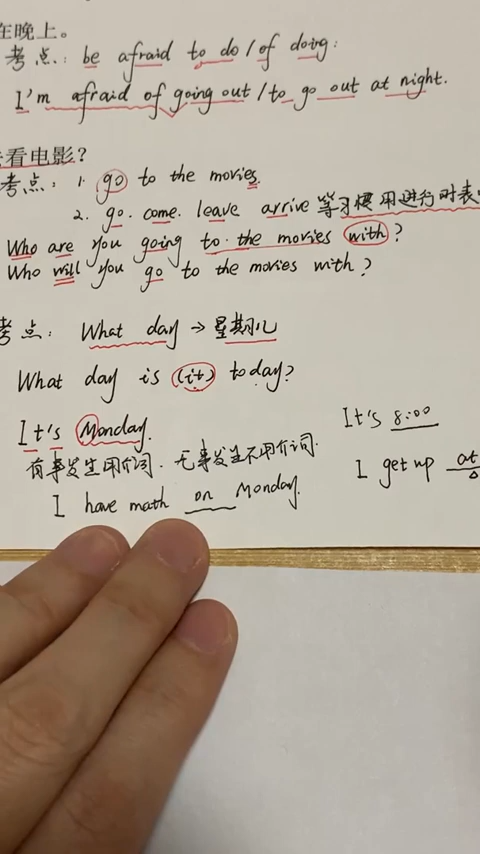 在晚上。
考点: be afraid to do / of doing:
I'm afraid of going out / to go out at night.
去看电影?
考点: 1. go to the movies.
2. go. come. leave arrive 等习惯用进行时表
Who are you going to the movies with?
Who will you go to the movies with?
考点: What day → 星期几
What day is (it) today?
It's Monday.
It's 8:00
有事发生用介词. 无事发生不用介词.
I get up at
I have math on Monday.